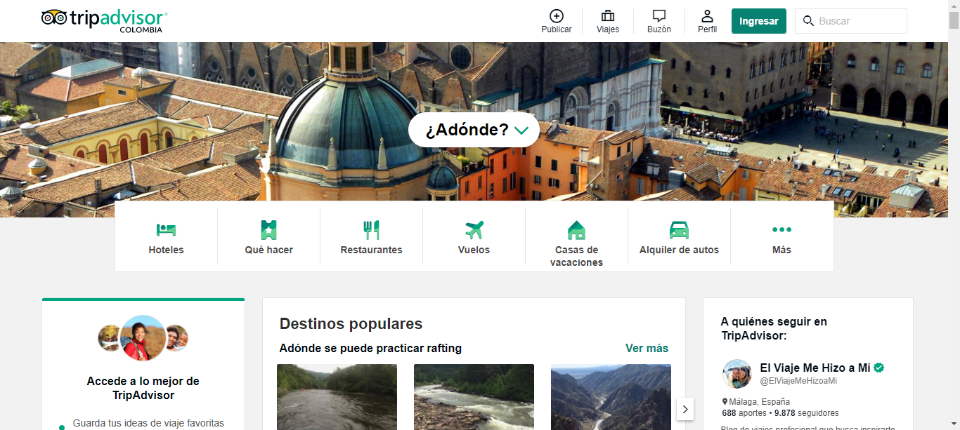 tripadvisor
COLOMBIA
Publicar
Viajes
Buzón
Perfil
Ingresar
Buscar
¿Adónde?
Hoteles
Qué hacer
Restaurantes
Vuelos
Casas de
vacaciones
Alquiler de autos
Más
Accede a lo mejor de
TripAdvisor
Guarda tus ideas de viaje favoritas
Destinos populares
Adónde se puede practicar rafting
Ver más
A quiénes seguir en
TripAdvisor:
El Viaje Me Hizo a Mi
@ElViajeMeHizoaMi
Málaga, España
688 aportes • 9.878 seguidores
Blog de viajes profesional que busca inspirarte